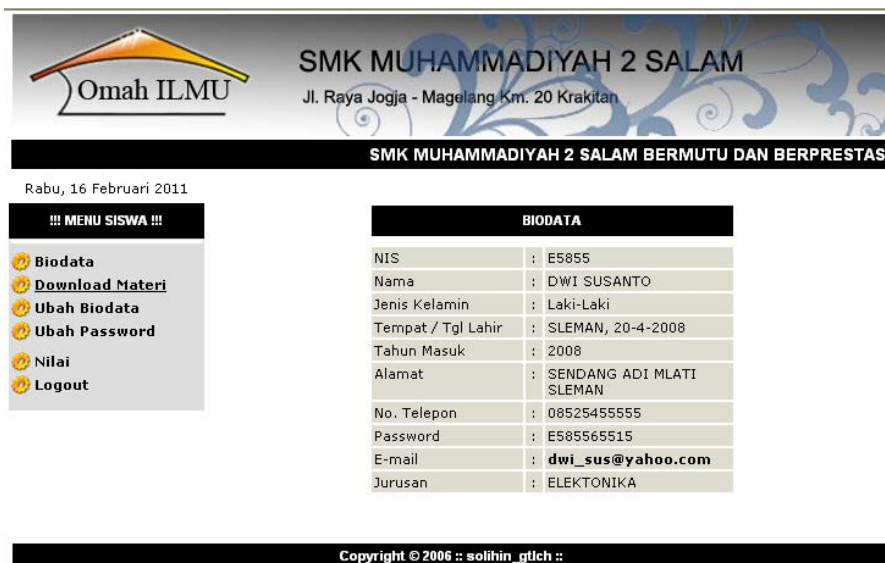 Omah ILMU
SMK MUHAMMADIYAH 2 SALAM
Jl. Raya Jogja - Magelang Km. 20 Krakitan
SMK MUHAMMADIYAH 2 SALAM BERMUTU DAN BERPRESTAS
Rabu, 16 Februari 2011
!!! MENU SISWA !!!
Biodata
Download Materi
Ubah Biodata
Ubah Password
Nilai
Logout
BIODATA
NIS : E5855
Nama : DWI SUSANTO
Jenis Kelamin : Laki-Laki
Tempat / Tgl Lahir : SLEMAN, 20-4-2008
Tahun Masuk : 2008
Alamat : SENDANG ADI MLATI
SLEMAN
No. Telepon : 08525455555
Password : E585565515
E-mail : dwi_sus@yahoo.com
Jurusan : ELEKTONIKA
Copyright © 2006 :: solihin_gtlch ::